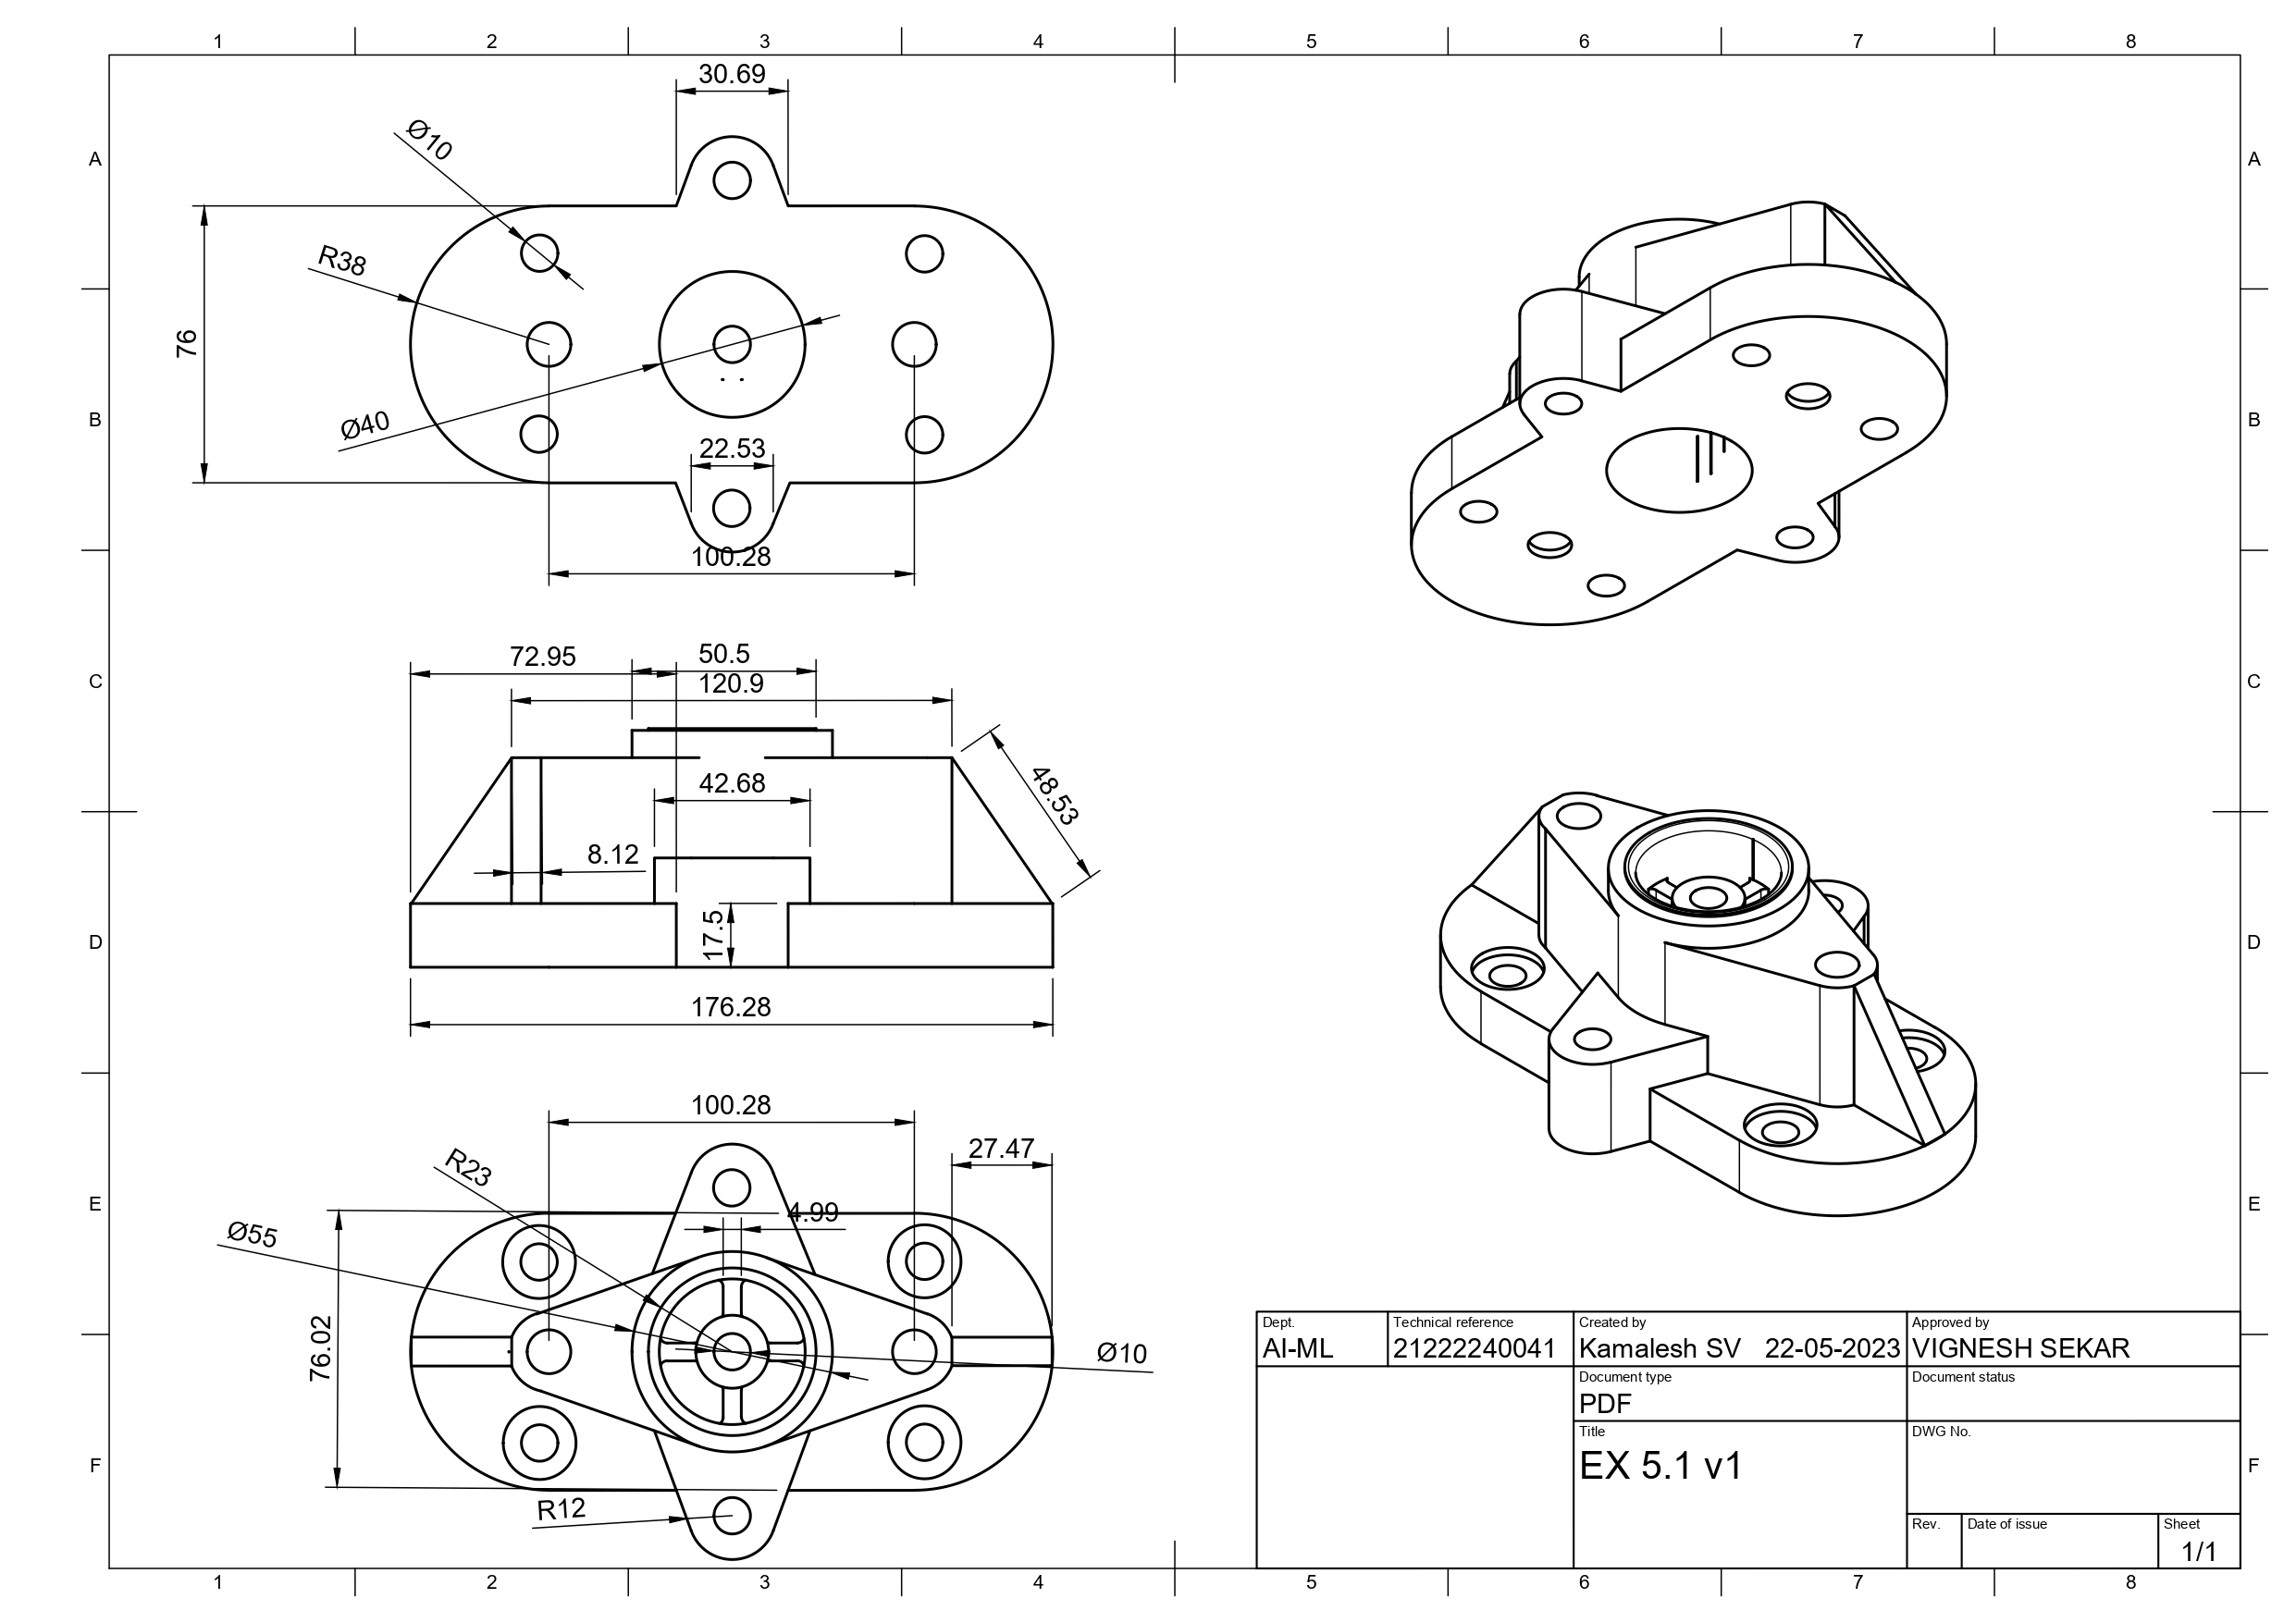 1 2 3 4 5 6 7 8
A A
B B
C C
D D
E E
F F
30.69
Ø10
R38
76
Ø40
22.53
100.28
72.95
50.5
120.9
42.68
48.53
8.12
17.5
176.28
100.28
27.47
R23
4.99
Ø55
76.02
Ø10
R12
Dept.
AI-ML
Technical reference
21222240041
Created by
Kamalesh SV 22-05-2023
Approved by
VIGNESH SEKAR
Document type
PDF
Document status
Title
EX 5.1 v1
DWG No.
Rev.
Date of issue
Sheet
1/1
1 2 3 4 5 6 7 8